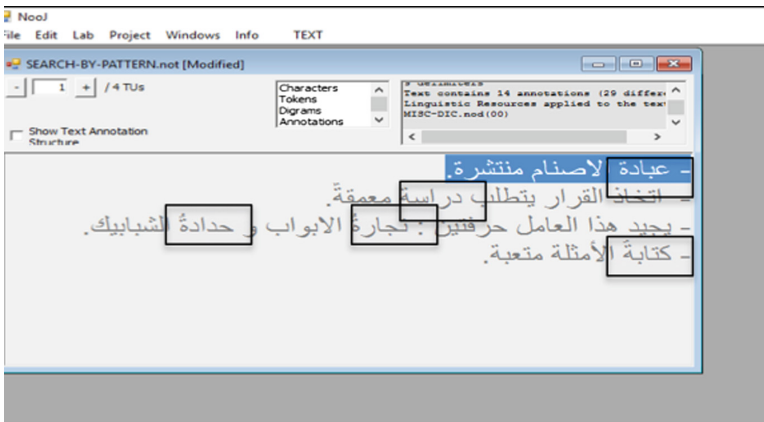 NooJ
File Edit Lab Project Windows Info TEXT
SEARCH-BY-PATTERN.not [Modified]
- 1 + / 4 TUs
Show Text Annotation
Structure
Characters
Tokens
Digrams
Annotations
s delimiters
Text contains 14 annotations (29 differ
Linguistic Resources applied to the tex
MISC-DIC.nod(00)
- عبادة الاصنام منتشرة.
- اتخاذ القرار يتطلب دراسة معمقةً.
- يجيد هذا العامل حرفتين : نجارةُ الابواب و حدادةُ الشبابيك.
- كتابةَ الأمثلة متعبة.